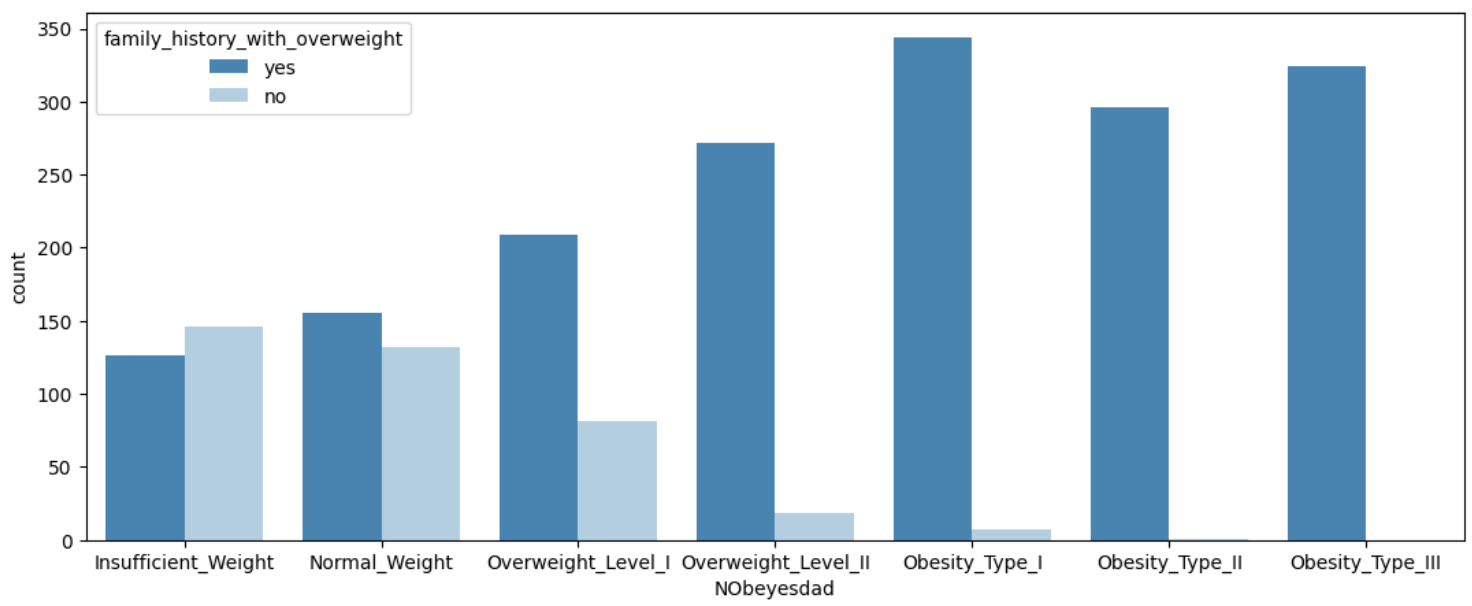 family_history_with_overweight
yes
no
350
300
250
200
150
100
50
0
count
Insufficient_Weight Normal_Weight Overweight_Level_I Overweight_Level_II Obesity_Type_I Obesity_Type_II Obesity_Type_III
NObeyesdad